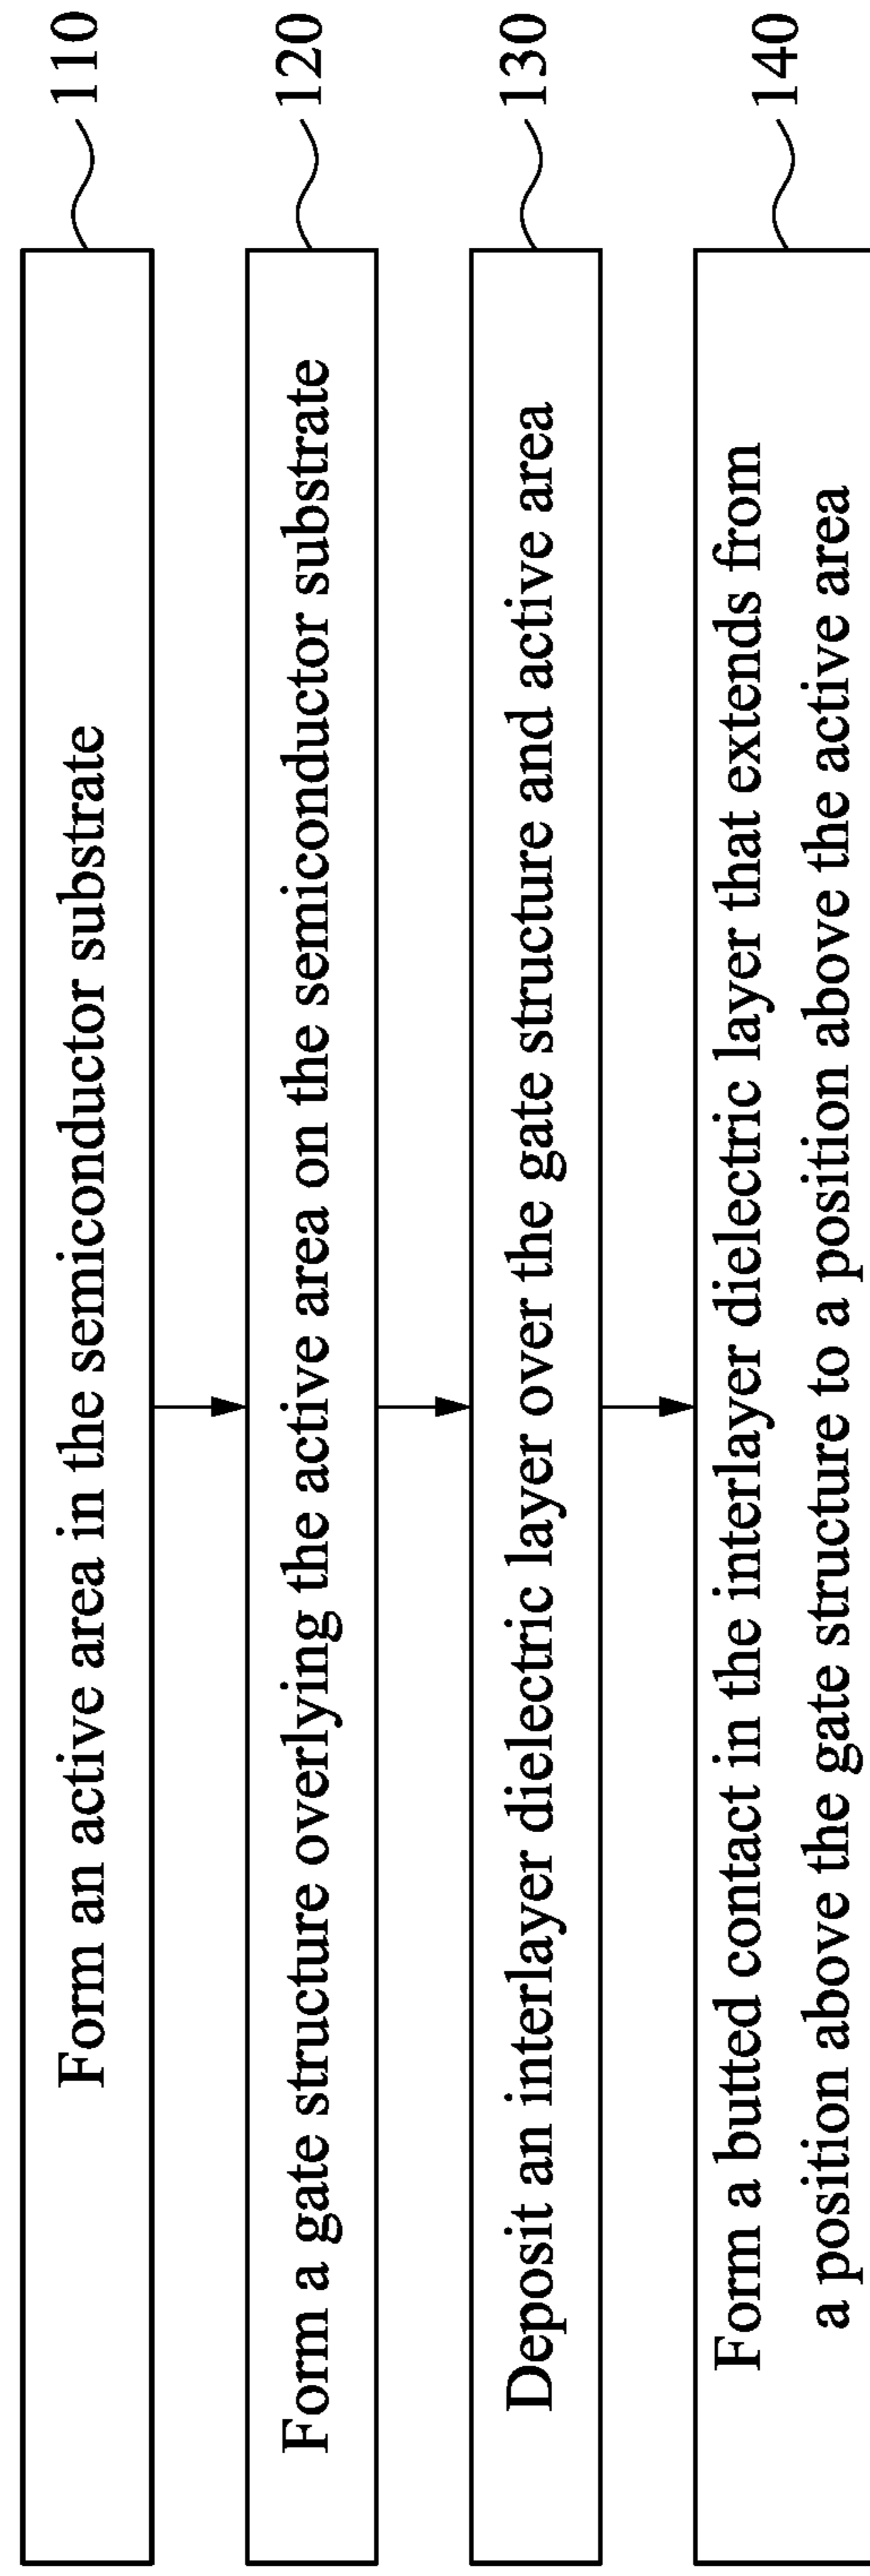 Form an active area in the semiconductor substrate
110
Form a gate structure overlying the active area on the semiconductor substrate
120
Deposit an interlayer dielectric layer over the gate structure and active area
130
Form a butted contact in the interlayer dielectric layer that extends from
a position above the gate structure to a position above the active area
140